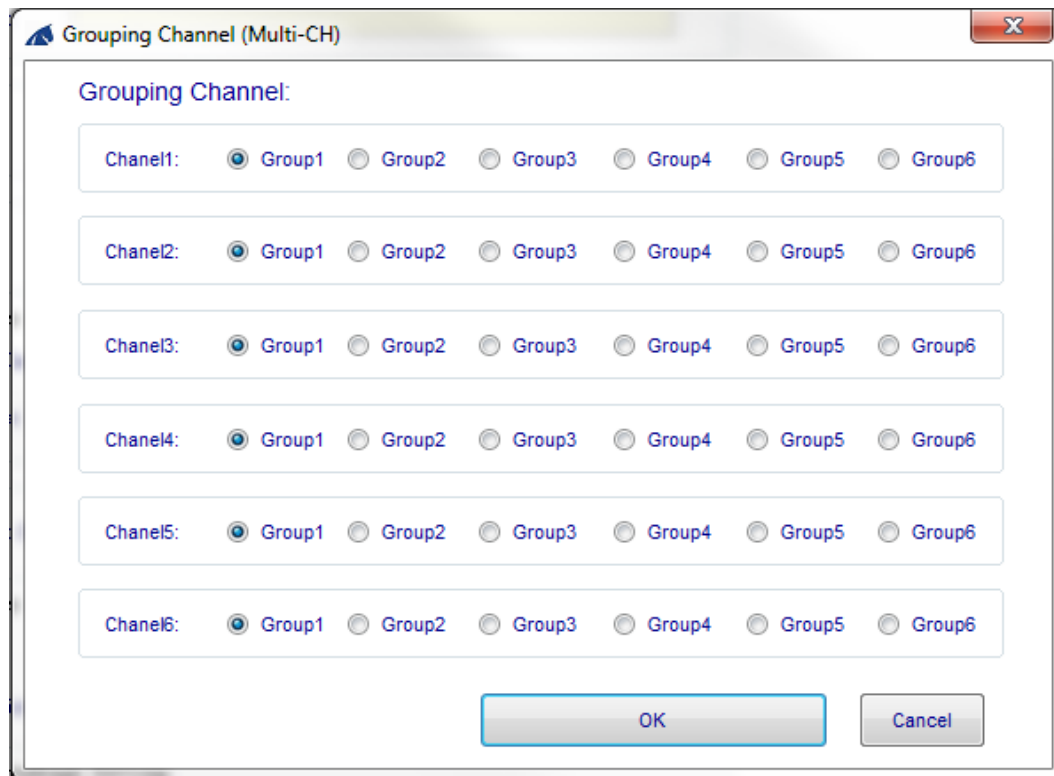 Grouping Channel (Multi-CH)
Grouping Channel:
Chanel1: Group1 Group2 Group3 Group4 Group5 Group6
Chanel2: Group1 Group2 Group3 Group4 Group5 Group6
Chanel3: Group1 Group2 Group3 Group4 Group5 Group6
Chanel4: Group1 Group2 Group3 Group4 Group5 Group6
Chanel5: Group1 Group2 Group3 Group4 Group5 Group6
Chanel6: Group1 Group2 Group3 Group4 Group5 Group6
OK Cancel